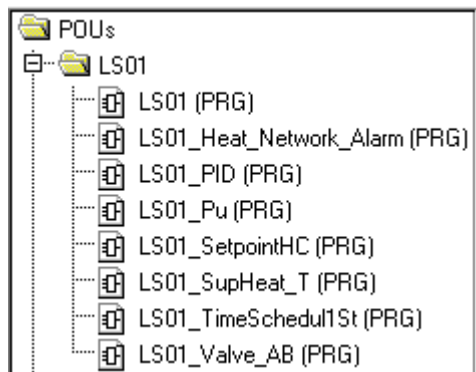 POUs
LS01
LS01 (PRG)
LS01_Heat_Network_Alarm (PRG)
LS01_PID (PRG)
LS01_Pu (PRG)
LS01_SetpointHC (PRG)
LS01_SupHeat_T (PRG)
LS01_TimeSchedul1St (PRG)
LS01_Valve_AB (PRG)